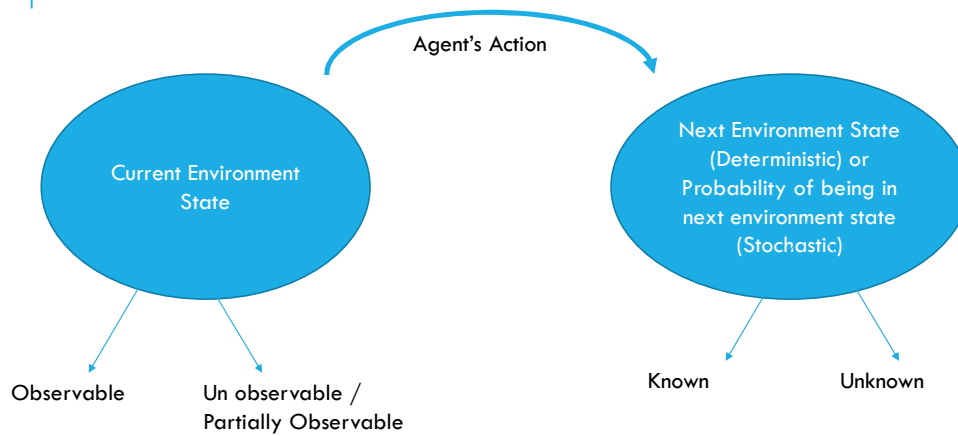 Agent’s Action
Current Environment
State
Next Environment State
(Deterministic) or
Probability of being in
next environment state
(Stochastic)
Observable
Un observable /
Partially Observable
Known
Unknown